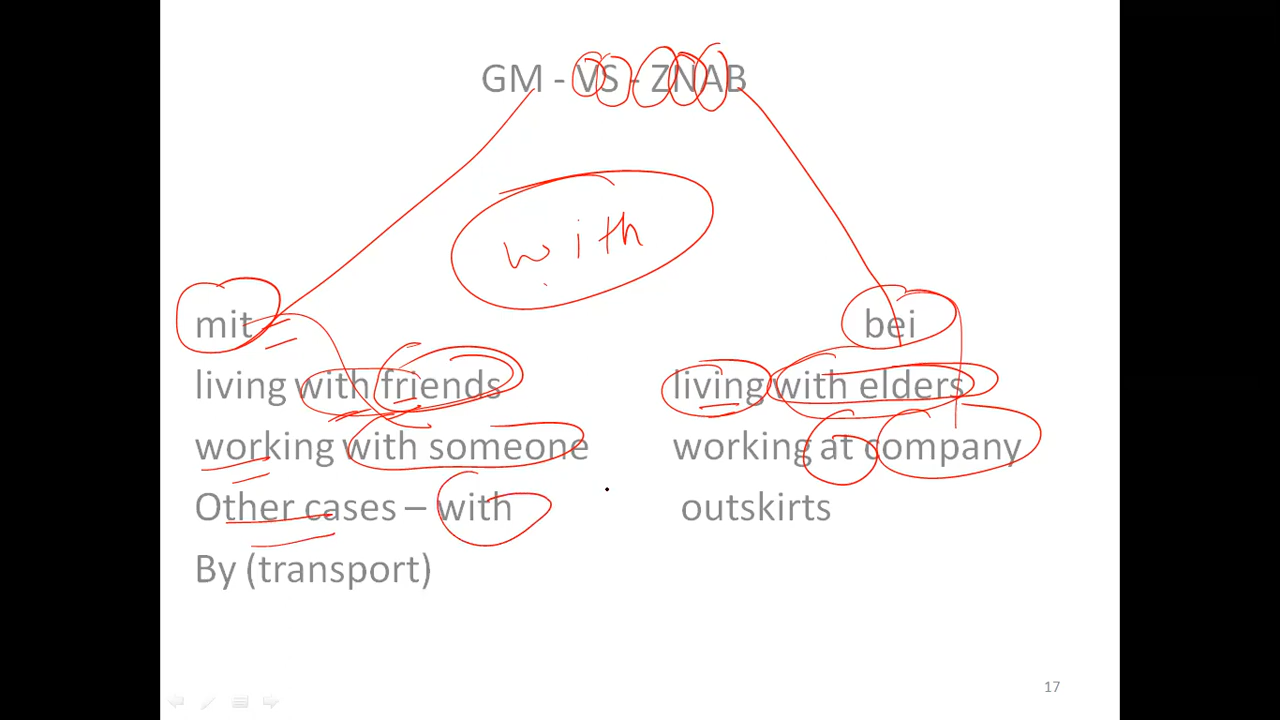 GM - VS - ZNAB
with
mit
living with friends
working with someone
Other cases – with
By (transport)
bei
living with elders
working at company
outskirts
17